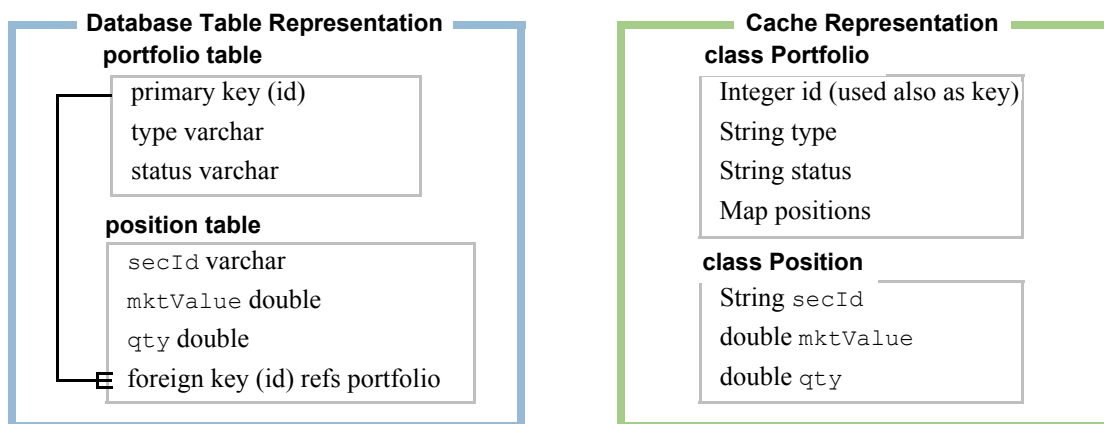 Database Table Representation
portfolio table
primary key (id)
type varchar
status varchar
position table
secId varchar
mktValue double
qty double
foreign key (id) refs portfolio
Cache Representation
class Portfolio
Integer id (used also as key)
String type
String status
Map positions
class Position
String secId
double mktValue
double qty